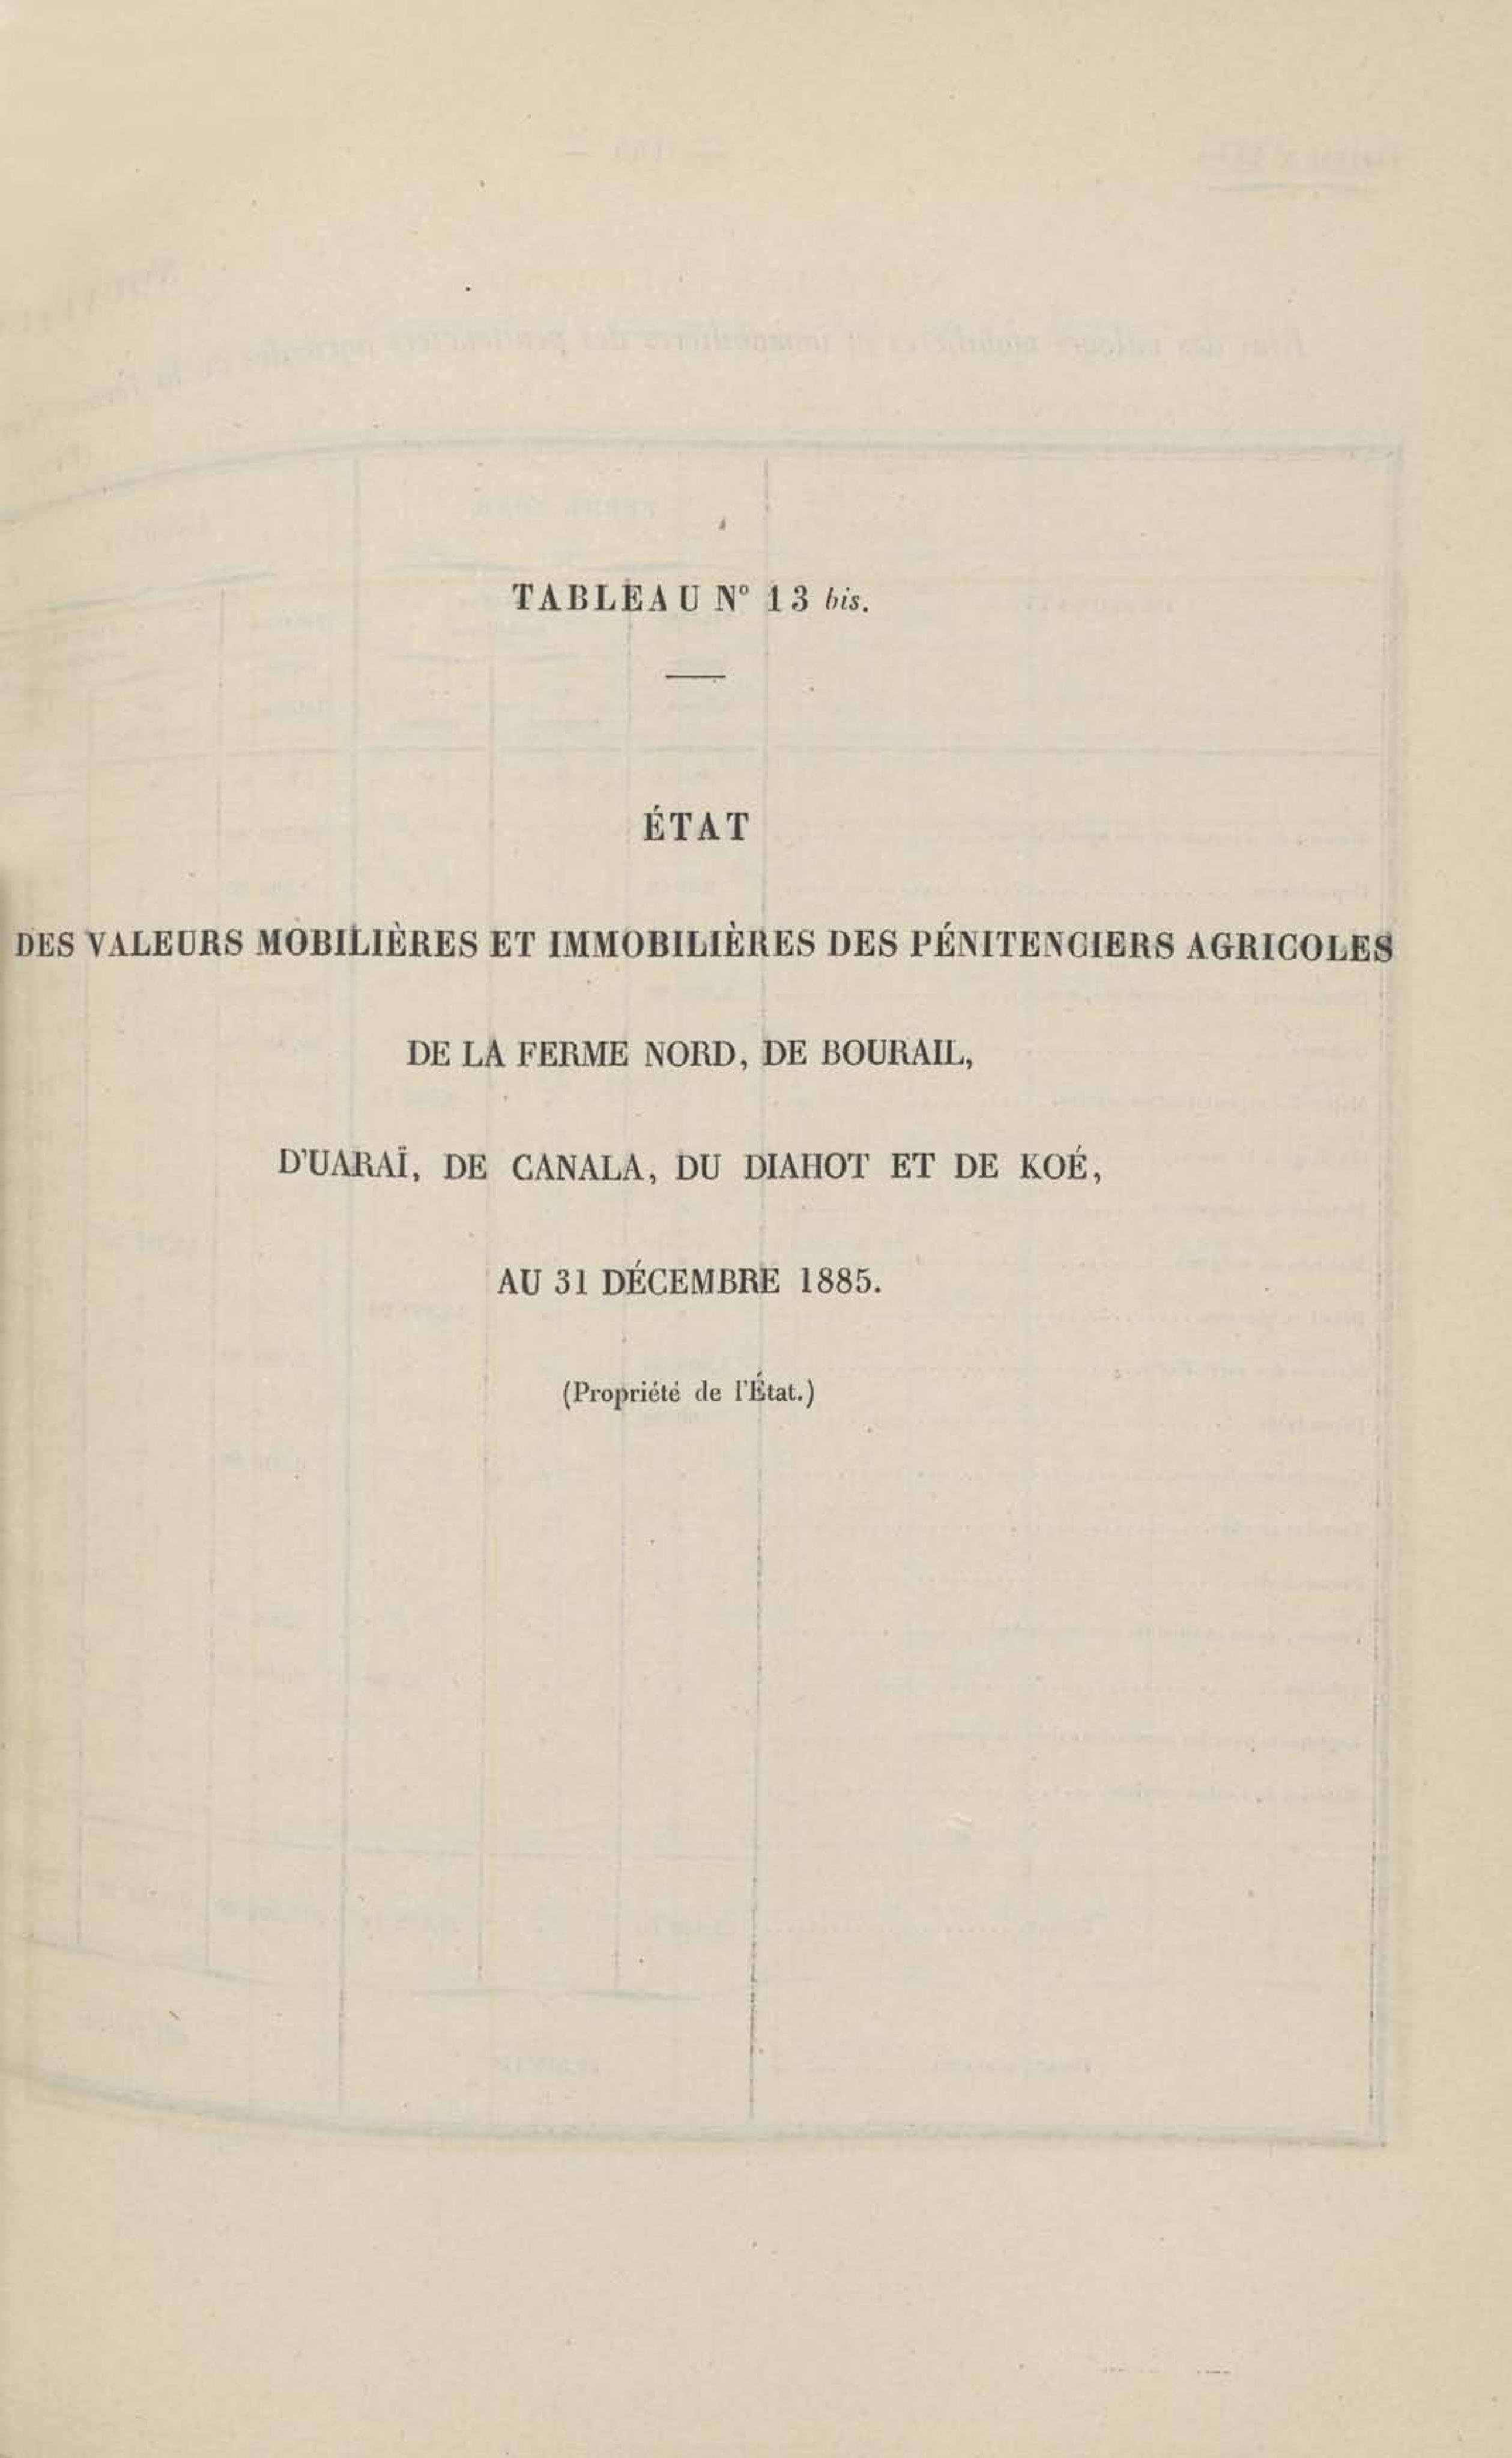 TABLEAU N° 13 bis.
ÉTAT
DES VALEURS MOBILIÈRES ET IMMOBILIÈRES DES PÉNITENCIERS AGRICOLES
DE LA FERME NORD, DE BOURAIL,
D'UARAÏ, DE CANALA, DU DIAHOT ET DE KOÉ,
AU 31 DÉCEMBRE 1885.
(Propriété de l'État.)